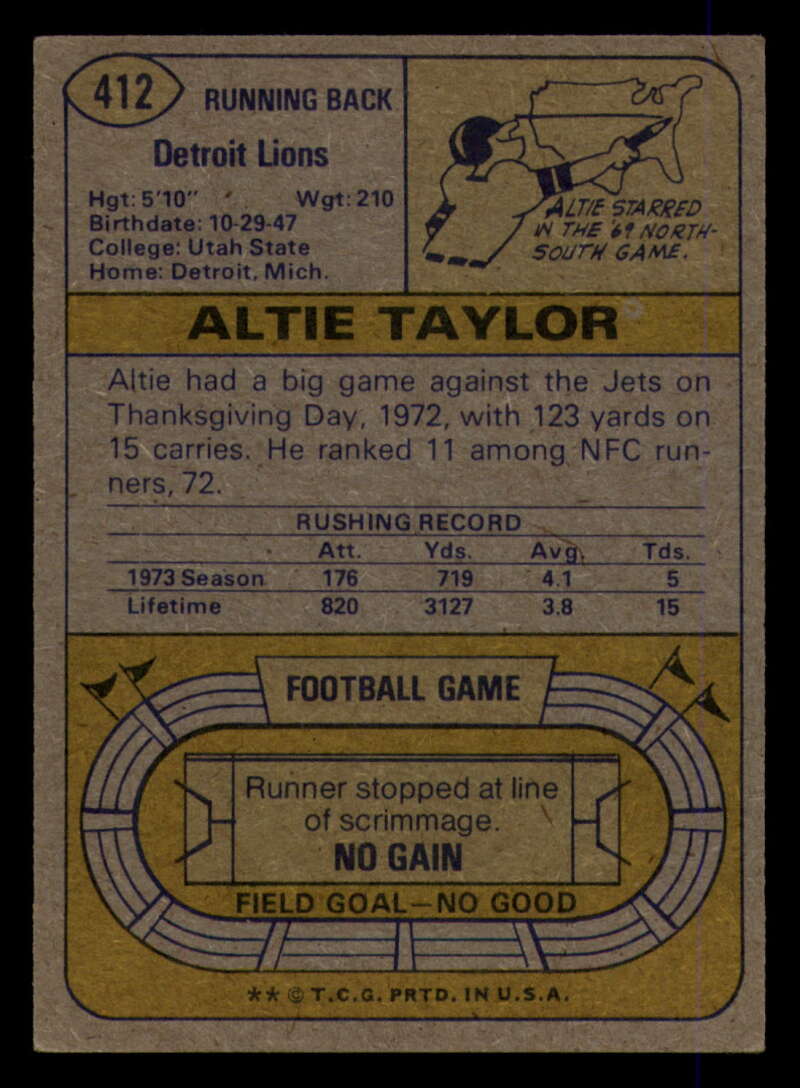 412
RUNNING BACK
Detroit Lions
Hgt: 5'10" Wgt: 210
Birthdate: 10-29-47
College: Utah State
Home: Detroit, Mich.
ALTIE STARRED
IN THE '69 NORTH-
SOUTH GAME.
ALTIE TAYLOR
Altie had a big game against the Jets on
Thanksgiving Day, 1972, with 123 yards on
15 carries. He ranked 11 among NFC run-
ners, 72.
RUSHING RECORD
Att. Yds. Avg. Tds.
1973 Season 176 719 4.1 5
Lifetime 820 3127 3.8 15
FOOTBALL GAME
Runner stopped at line
of scrimmage.
NO GAIN
FIELD GOAL—NO GOOD
** © T.C.G. PRTD. IN U.S.A.